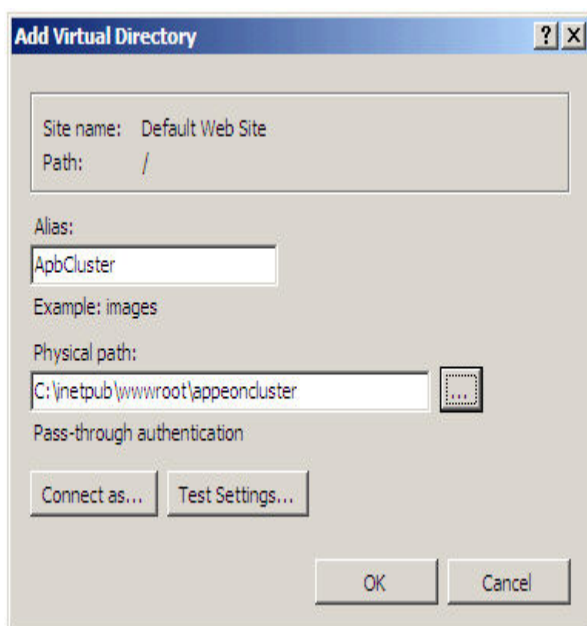 Add Virtual Directory
Site name: Default Web Site
Path: /
Alias:
ApbCluster
Example: images
Physical path:
C:\inetpub\wwwroot\appeoncluster
...
Pass-through authentication
Connect as... Test Settings...
OK Cancel